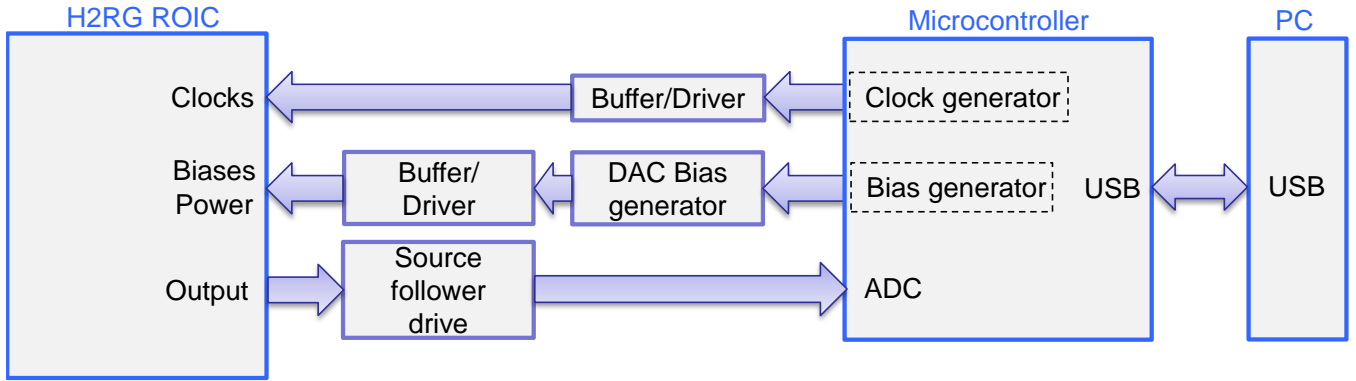 H2RG ROIC
Microcontroller
PC
Clocks
Buffer/Driver
Clock generator
Biases
Power
Buffer/
Driver
DAC Bias
generator
Bias generator
USB
USB
Output
Source
follower
drive
ADC